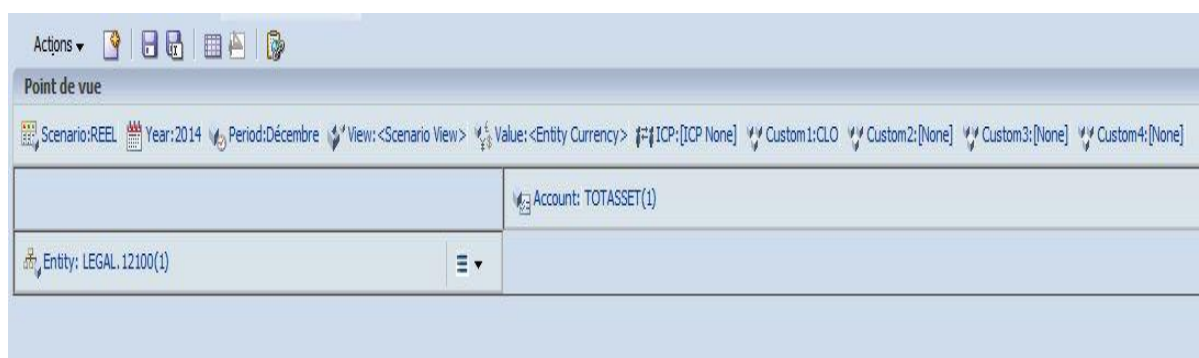 Actions
Point de vue
Scenario:REEL Year:2014 Period:Décembre View:<Scenario View> Value:<Entity Currency> ICP:[ICP None] Custom1:CLO Custom2:[None] Custom3:[None] Custom4:[None]
Account: TOTASSET(1)
Entity: LEGAL.12100(1)